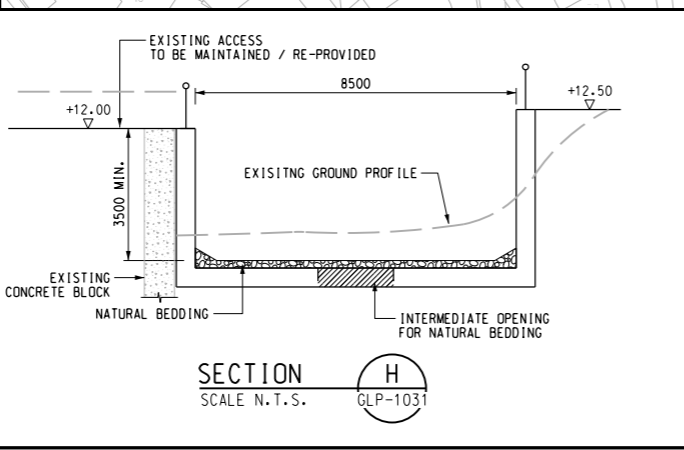 EXISTING ACCESS
TO BE MAINTAINED / RE-PROVIDED
8500
+12.50
+12.00
3500 MIN.
EXISITNG GROUND PROFILE
EXISTING
CONCRETE BLOCK
NATURAL BEDDING
INTERMEDIATE OPENING
FOR NATURAL BEDDING
SECTION
H
SCALE N.T.S.
GLP-1031